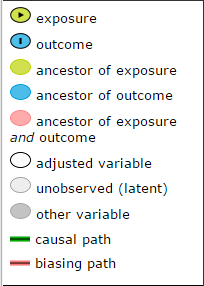 exposure
outcome
ancestor of exposure
ancestor of outcome
ancestor of exposure
and outcome
adjusted variable
unobserved (latent)
other variable
causal path
biasing path